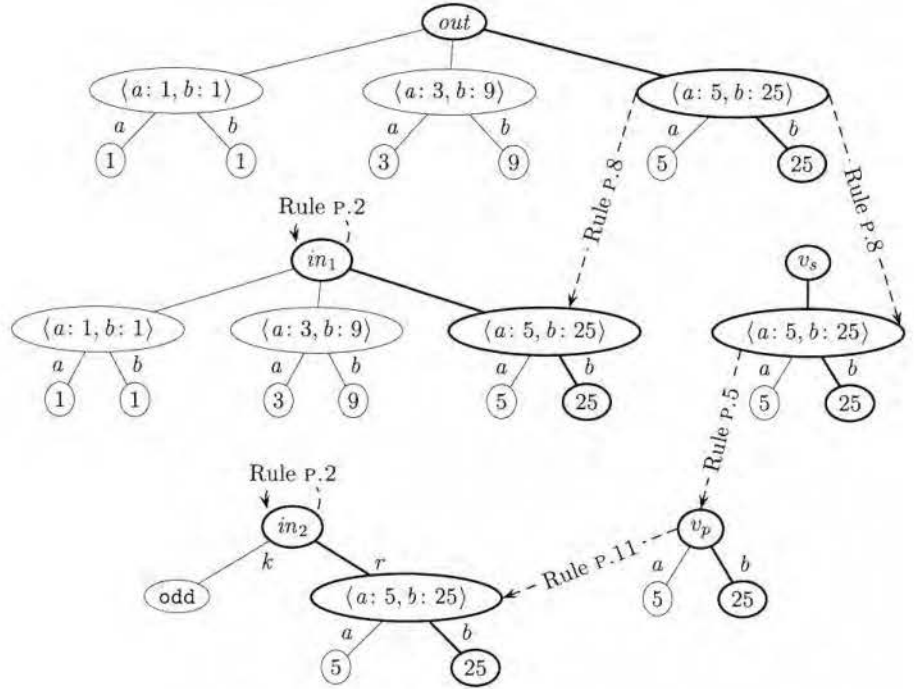 out
⟨a: 1, b: 1⟩ ⟨a: 3, b: 9⟩ ⟨a: 5, b: 25⟩
a b a b a b
1 1 3 9 5 25
Rule P.8 Rule P.8
Rule P.2
in₁ vₛ
⟨a: 1, b: 1⟩ ⟨a: 3, b: 9⟩ ⟨a: 5, b: 25⟩ ⟨a: 5, b: 25⟩
a b a b a b a b
1 1 3 9 5 25 5 25
Rule P.5
Rule P.2
in₂ vₚ
k r a b
Rule P.11
odd ⟨a: 5, b: 25⟩ 5 25
a b
5 25